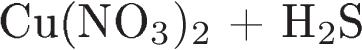 Cu(NO₃)₂ + H₂S